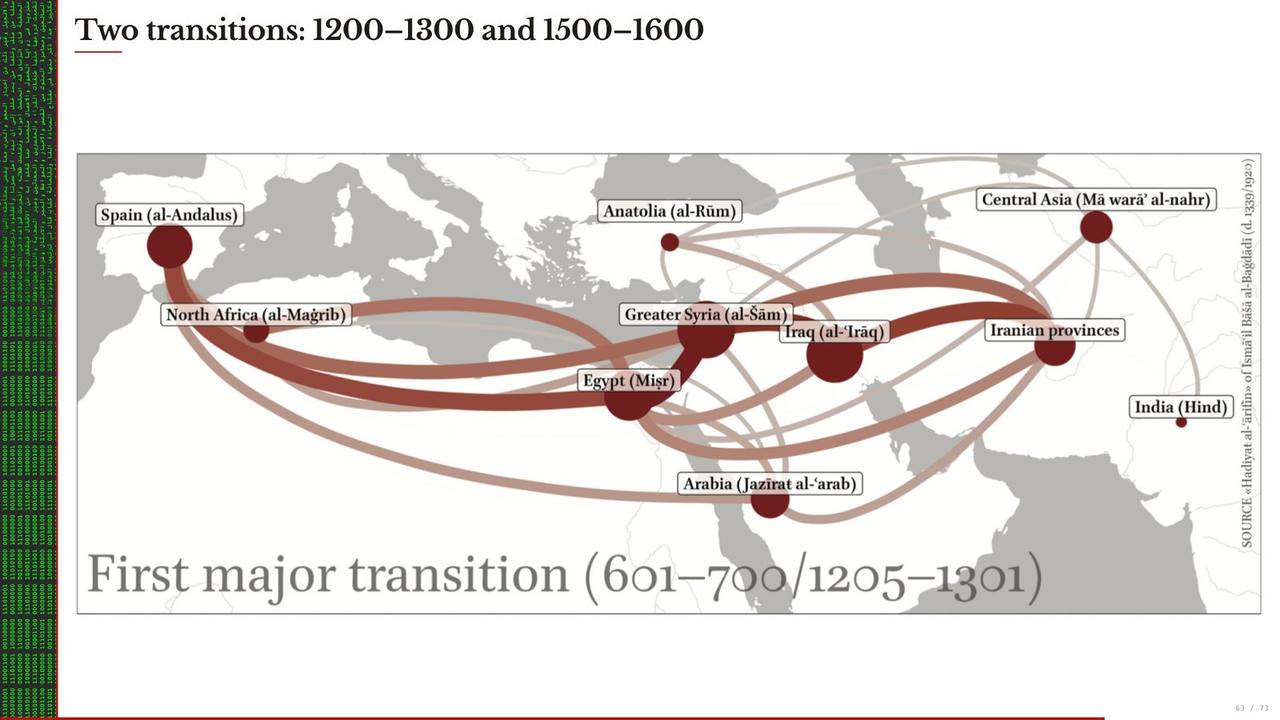 Two transitions: 1200–1300 and 1500–1600
Spain (al-Andalus)
Anatolia (al-Rūm)
Central Asia (Mā warāʾ al-nahr)
North Africa (al-Maġrib)
Greater Syria (al-Šām)
Iraq (al-ʿIrāq)
Iranian provinces
Egypt (Miṣr)
India (Hind)
Arabia (Jazīrat al-ʿarab)
First major transition (601–700/1205–1301)
SOURCE «Hadiyat al-ʿārifīn» of Ismāʿīl Bāšā al-Baġdādī (d. 1339/1920)
63 / 73